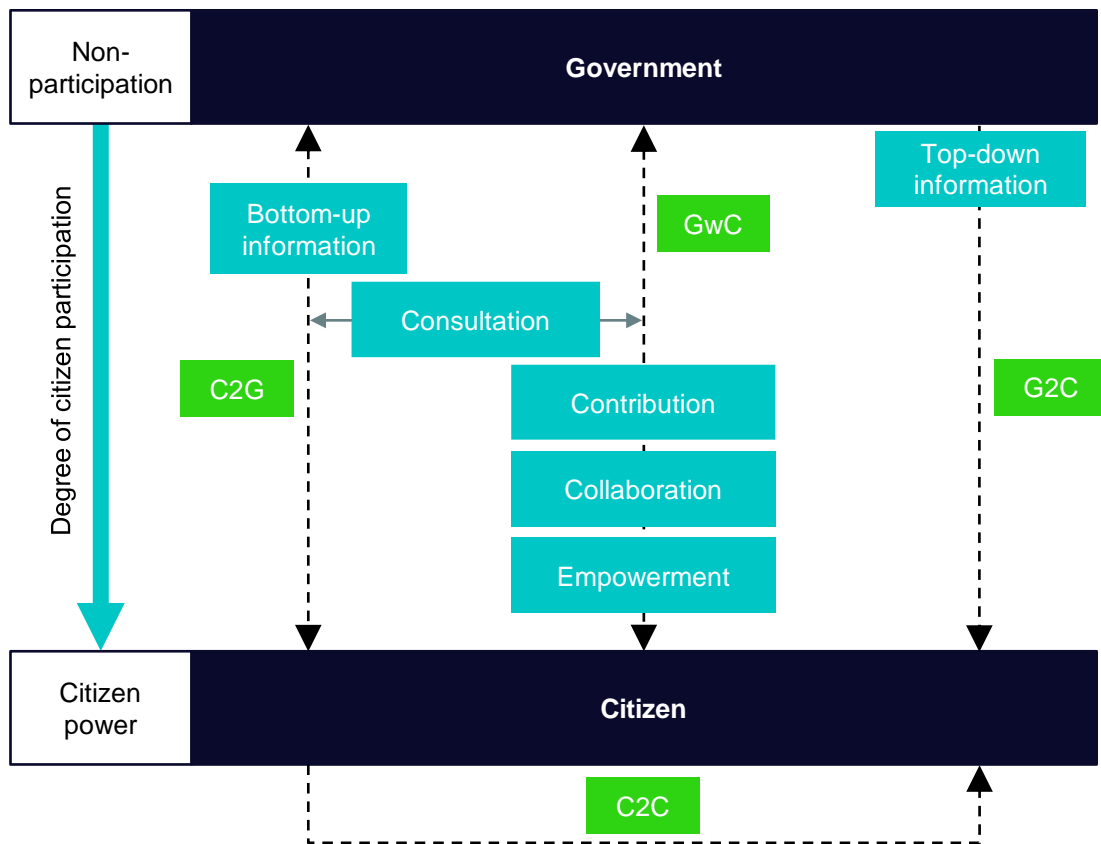 Non-
participation
Government
Top-down
information
Bottom-up
information
GwC
Consultation
Degree of citizen participation
C2G
G2C
Contribution
Collaboration
Empowerment
Citizen
power
Citizen
C2C